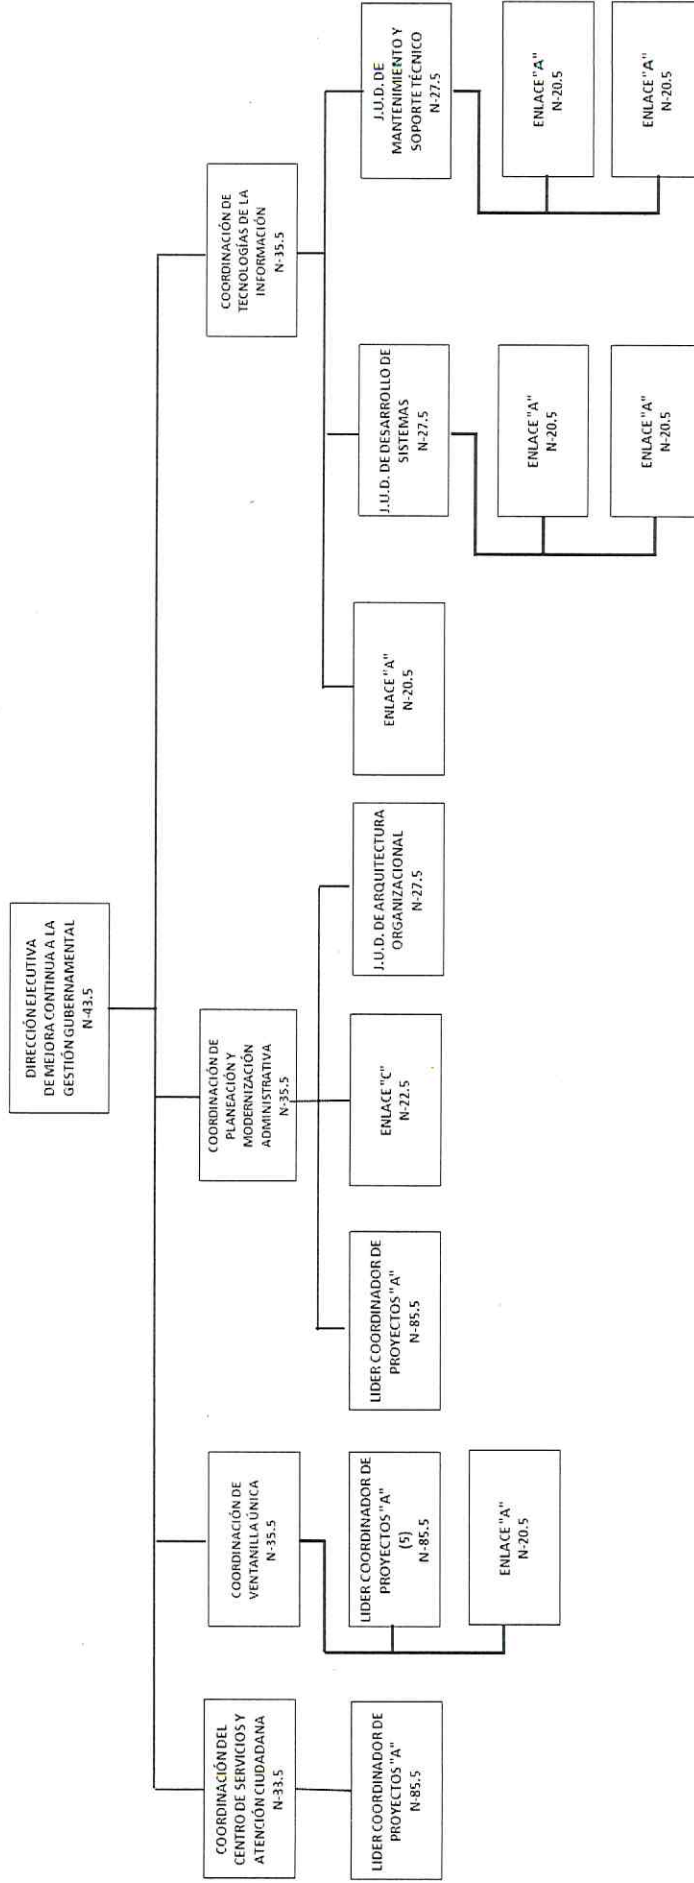 DIRECCIÓN EJECUTIVA
DE MEJORA CONTINUA A LA
GESTIÓN GUBERNAMENTAL
N-43.5
COORDINACIÓN DEL
CENTRO DE SERVICIOS Y
ATENCIÓN CIUDADANA
N-33.5
COORDINACIÓN DE
VENTANILLA ÚNICA
N-35.5
COORDINACIÓN DE
PLANEACIÓN Y
MODERNIZACIÓN
ADMINISTRATIVA
N-35.5
COORDINACIÓN DE
TECNOLOGÍAS DE LA
INFORMACIÓN
N-35.5
LIDER COORDINADOR DE
PROYECTOS "A"
N-85.5
LIDER COORDINADOR DE
PROYECTOS "A"
(5)
N-85.5
LIDER COORDINADOR DE
PROYECTOS "A"
N-85.5
ENLACE "C"
N-22.5
J.U.D. DE ARQUITECTURA
ORGANIZACIONAL
N-27.5
ENLACE "A"
N-20.5
J.U.D. DE DESARROLLO DE
SISTEMAS
N-27.5
J.U.D. DE
MANTENIMIENTO Y
SOPORTE TÉCNICO
N-27.5
ENLACE "A"
N-20.5
ENLACE "A"
N-20.5
ENLACE "A"
N-20.5
ENLACE "A"
N-20.5
ENLACE "A"
N-20.5